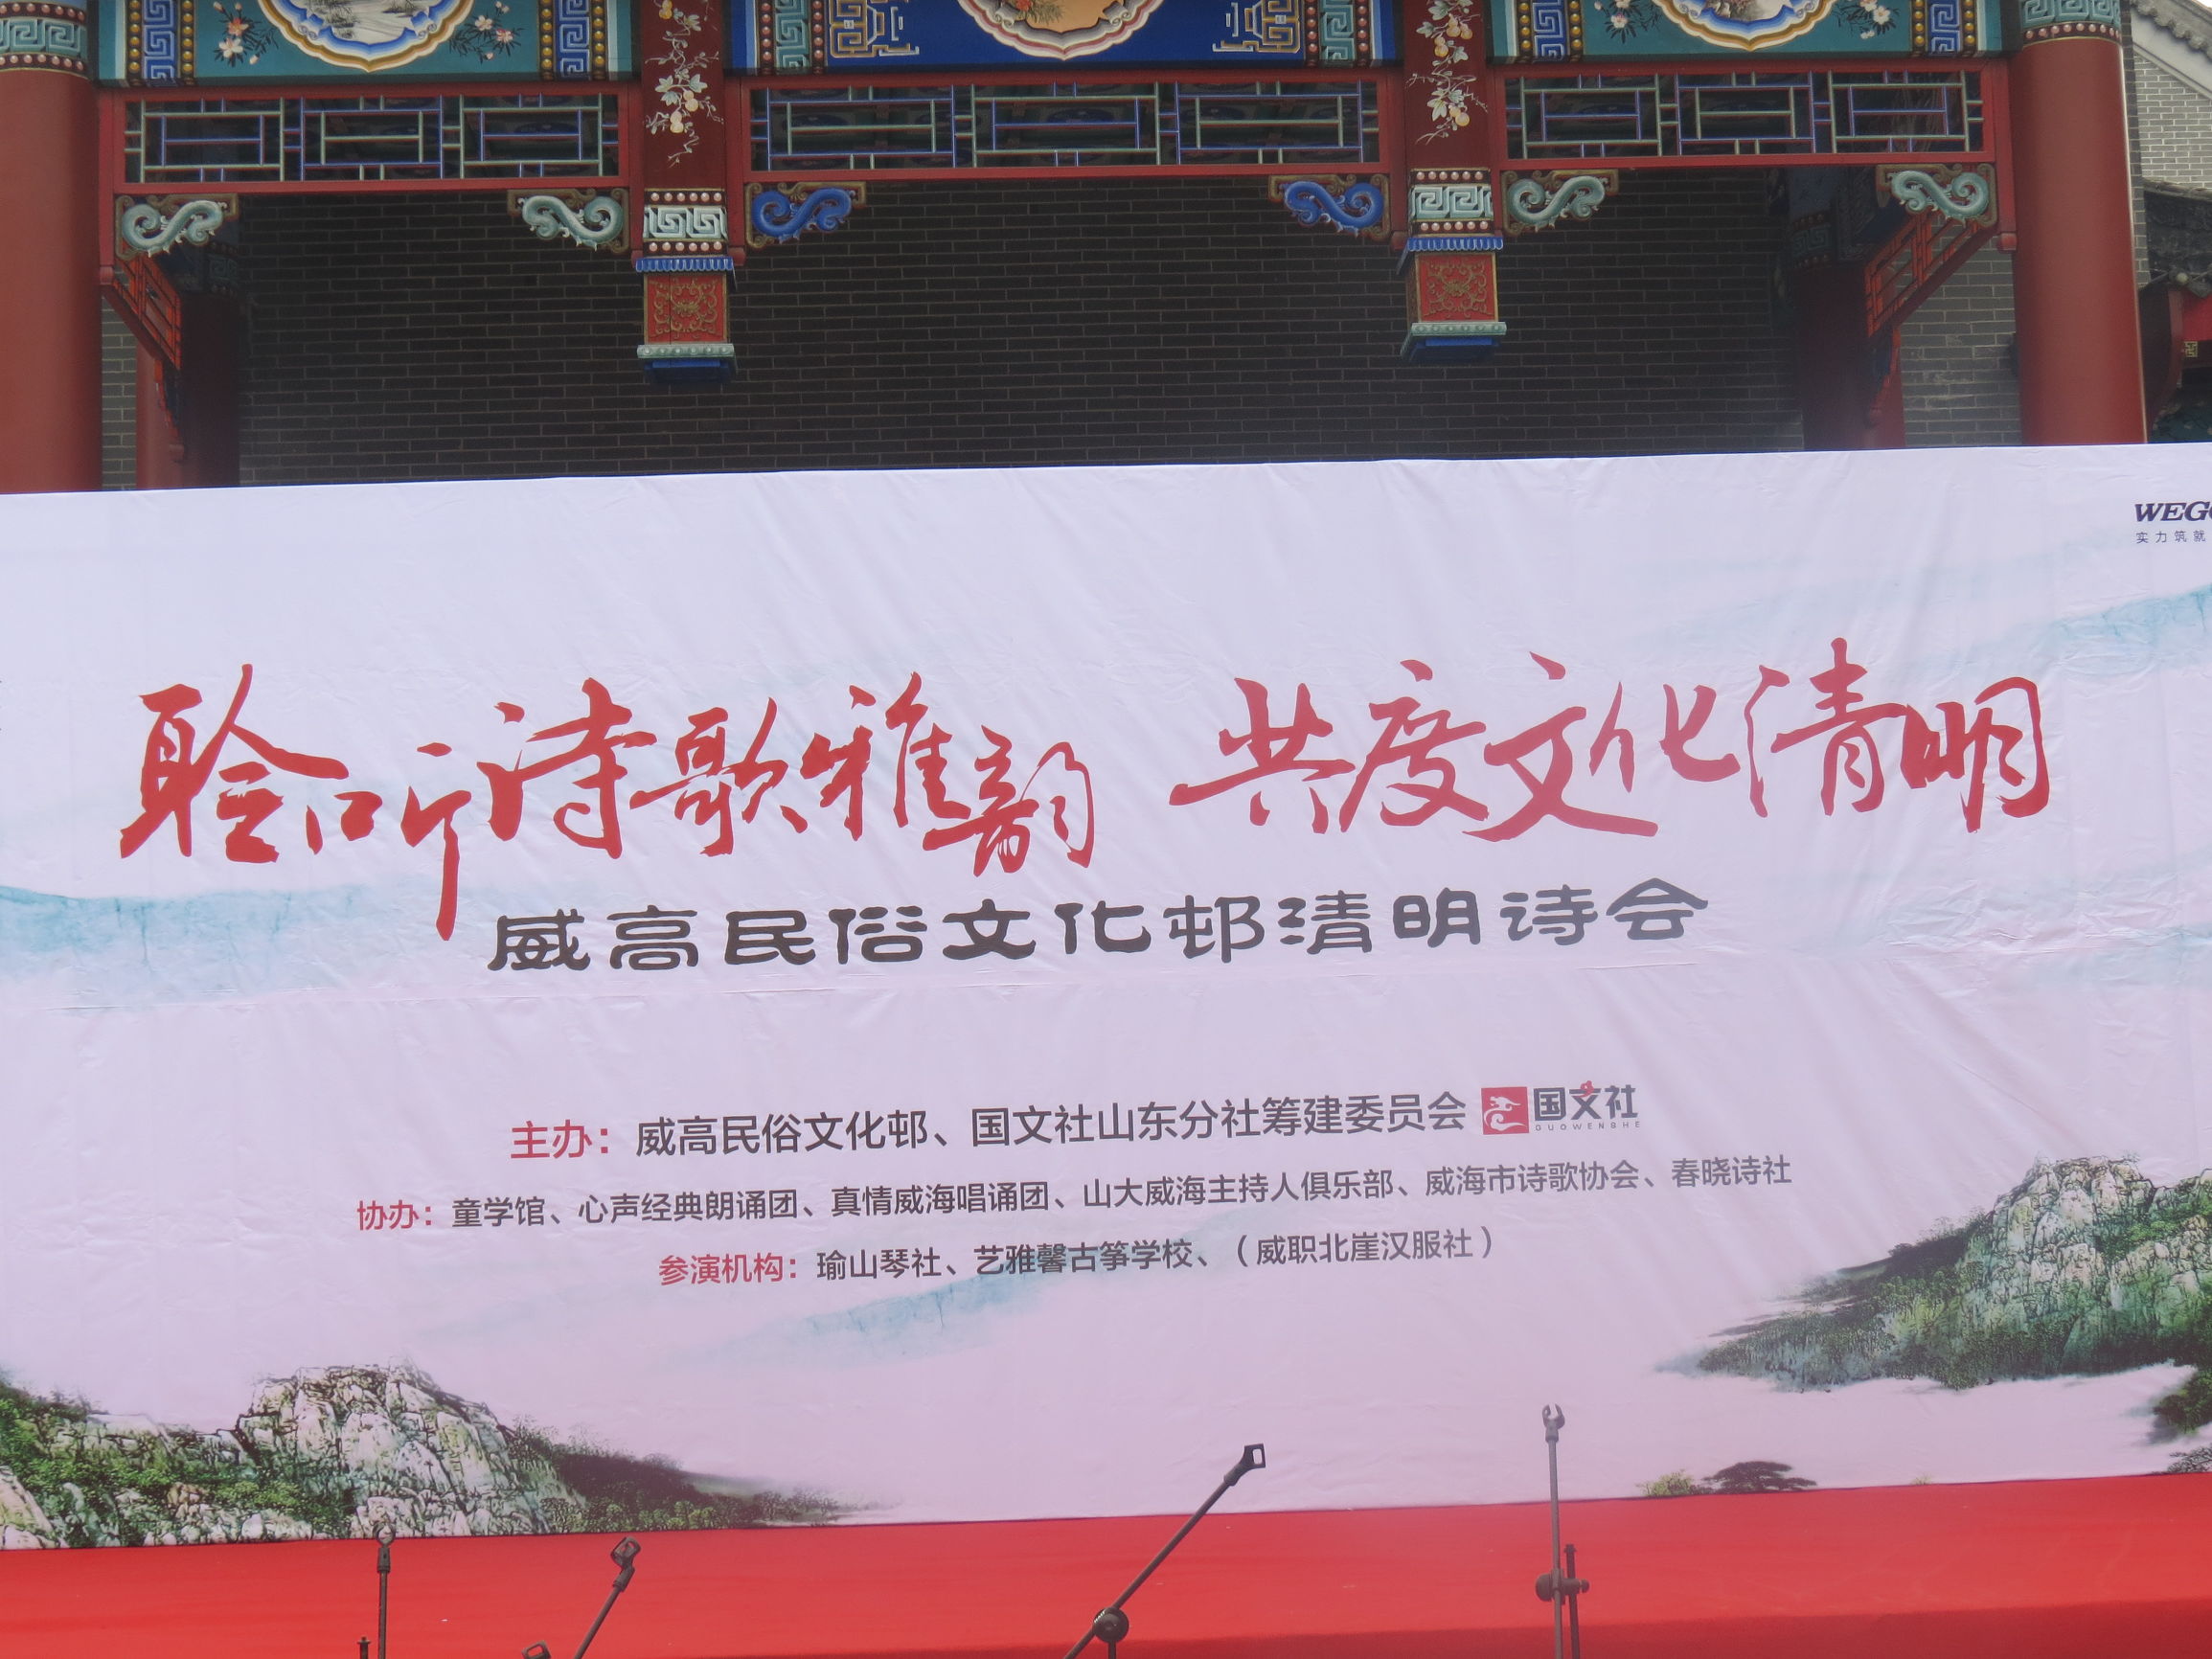 WEGO
实力筑就
聆听诗歌雅韵 共度文化清明
威高民俗文化邨清明诗会
主办：威高民俗文化邨、国文社山东分社筹建委员会 国文社
GUOWENSHE
协办：童学馆、心声经典朗诵团、真情威海唱诵团、山大威海主持人俱乐部、威海市诗歌协会、春晓诗社
参演机构：瑜山琴社、艺雅馨古筝学校、（威职北崖汉服社）